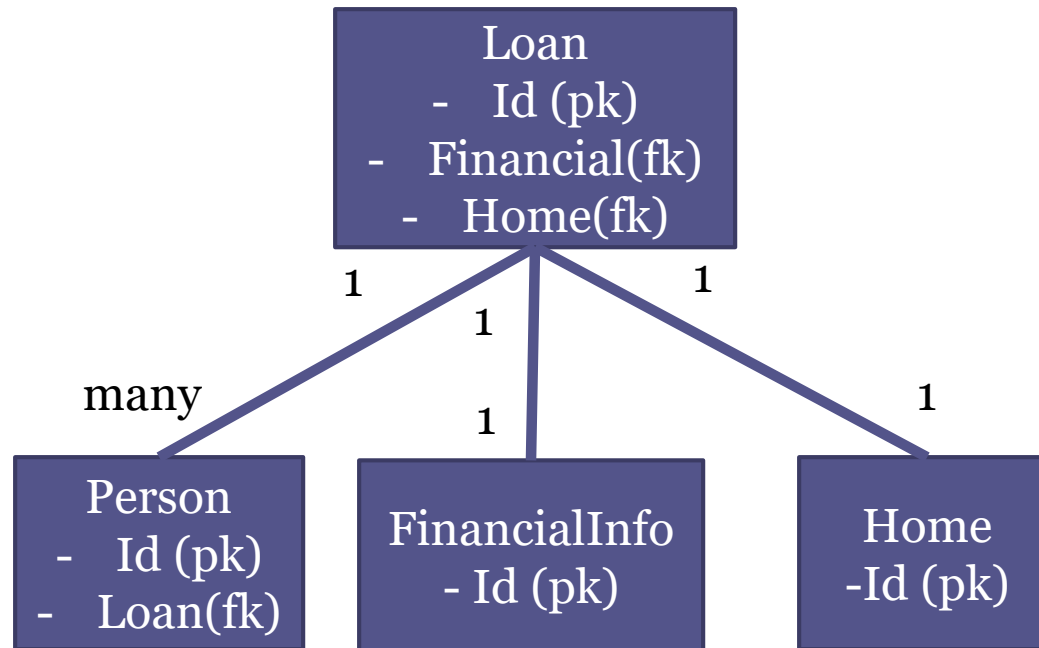 Loan
- Id (pk)
- Financial(fk)
- Home(fk)
1
1
1
many
1
1
Person
- Id (pk)
- Loan(fk)
FinancialInfo
- Id (pk)
Home
-Id (pk)